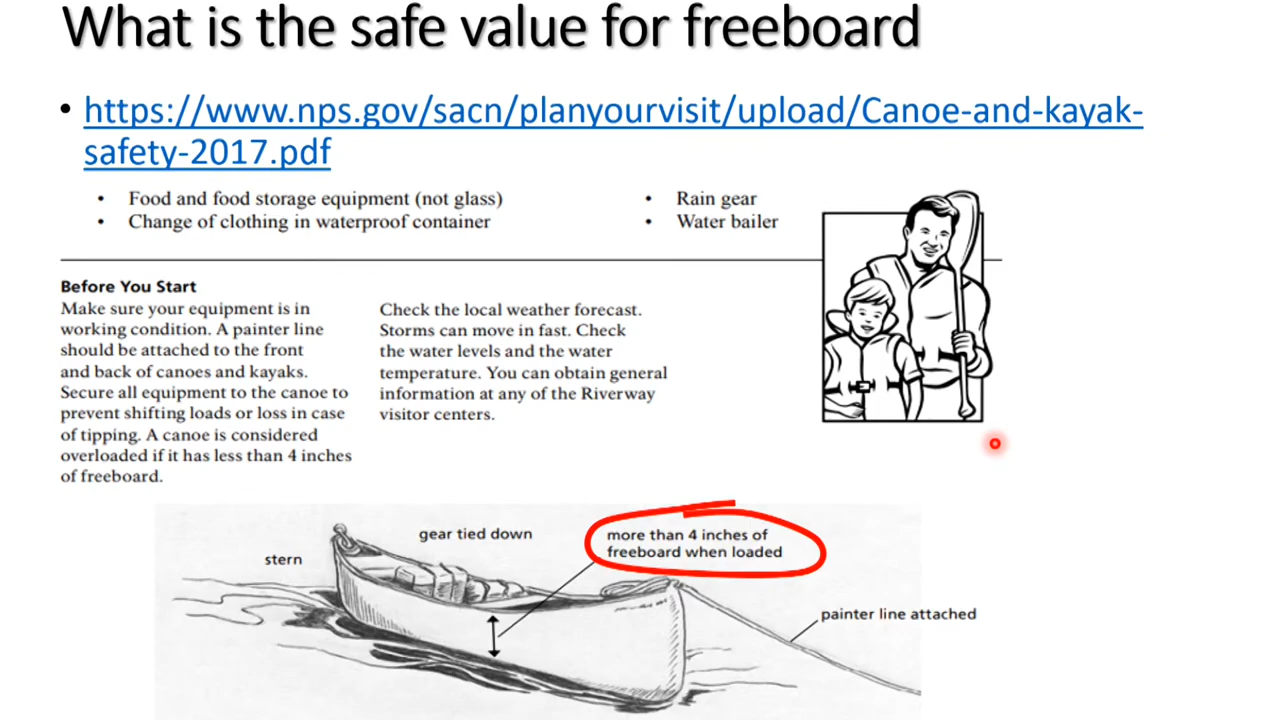 What is the safe value for freeboard
• https://www.nps.gov/sacn/planyourvisit/upload/Canoe-and-kayak-
safety-2017.pdf
• Food and food storage equipment (not glass)
• Change of clothing in waterproof container
• Rain gear
• Water bailer
Before You Start
Make sure your equipment is in
working condition. A painter line
should be attached to the front
and back of canoes and kayaks.
Secure all equipment to the canoe to
prevent shifting loads or loss in case
of tipping. A canoe is considered
overloaded if it has less than 4 inches
of freeboard.
Check the local weather forecast.
Storms can move in fast. Check
the water levels and the water
temperature. You can obtain general
information at any of the Riverway
visitor centers.
stern
gear tied down
more than 4 inches of
freeboard when loaded
painter line attached